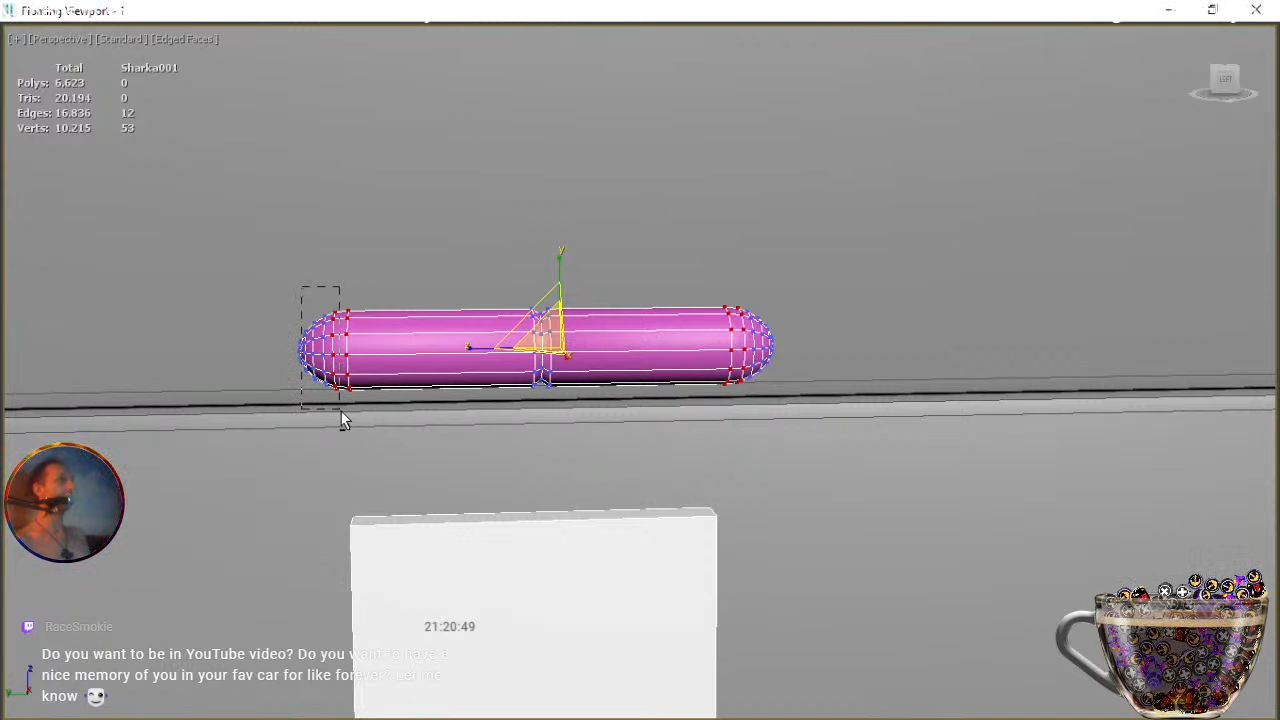 Floating Viewport - 1
[+][Perspective][Standard][Edged Faces]
Total Sharka001
Polys: 6.623 0
Tris: 20.194 0
Edges: 16.836 12
Verts: 10.215 53
LEFT
y
z
x
RaceSmokie
21:20:49
Do you want to be in YouTube video? Do you want to have a
nice memory of you in your fav car for like forever? Let me
know
z
y
x